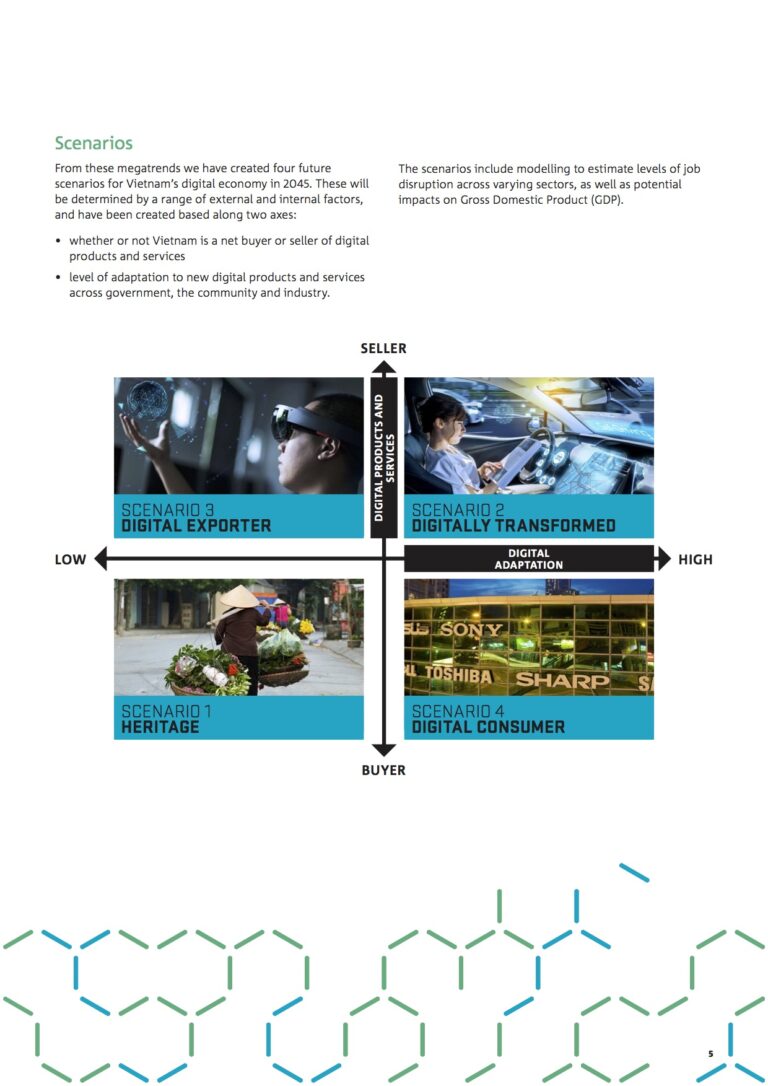 Scenarios
From these megatrends we have created four future
scenarios for Vietnam's digital economy in 2045. These will
be determined by a range of external and internal factors,
and have been created based along two axes:
• whether or not Vietnam is a net buyer or seller of digital
products and services
• level of adaptation to new digital products and services
across government, the community and industry.
The scenarios include modelling to estimate levels of job
disruption across varying sectors, as well as potential
impacts on Gross Domestic Product (GDP).
SELLER
DIGITAL PRODUCTS AND
SERVICES
SCENARIO 3
DIGITAL EXPORTER
SCENARIO 2
DIGITALLY TRANSFORMED
LOW
DIGITAL
ADAPTATION
HIGH
SONY
TOSHIBA
SHARP
SCENARIO 1
HERITAGE
SCENARIO 4
DIGITAL CONSUMER
BUYER
5